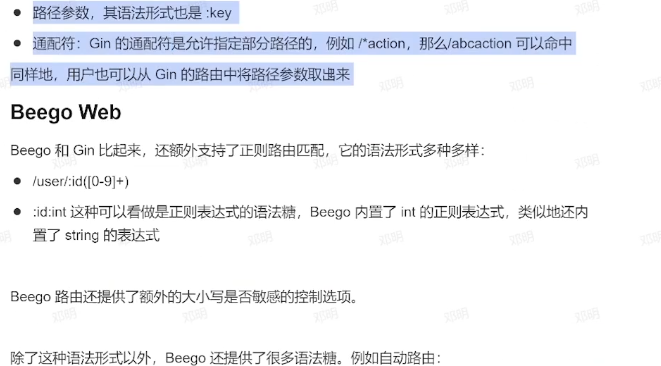 路径参数，其语法形式也是 :key
通配符：Gin 的通配符是允许指定部分路径的，例如 /*action，那么/abcaction 可以命中
同样地，用户也可以从 Gin 的路由中将路径参数取出来
Beego Web
Beego 和 Gin 比起来，还额外支持了正则路由匹配，它的语法形式多种多样：
/user/:id([0-9]+)
:id:int 这种可以看做是正则表达式的语法糖，Beego 内置了 int 的正则表达式，类似地还内
置了 string 的表达式
Beego 路由还提供了额外的大小写是否敏感的控制选项。
除了这种语法形式以外，Beego 还提供了很多语法糖。例如自动路由：